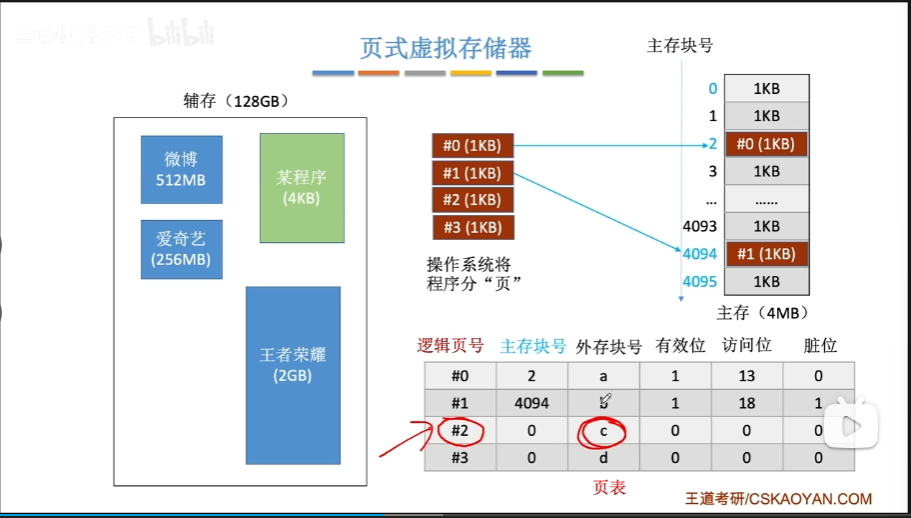 bilibili
页式虚拟存储器
主存块号
辅存（128GB）
微博
512MB
某程序
(4KB)
爱奇艺
(256MB)
王者荣耀
(2GB)
#0 (1KB)
#1 (1KB)
#2 (1KB)
#3 (1KB)
操作系统将
程序分“页”
0 1KB
1 1KB
2 #0 (1KB)
3 1KB
... ......
4093 1KB
4094 #1 (1KB)
4095 1KB
主存（4MB）
逻辑页号 主存块号 外存块号 有效位 访问位 脏位
#0 2 a 1 13 0
#1 4094 b 1 18 1
#2 0 c 0 0 0
#3 0 d 0 0 0
页表
王道考研/CSKAOYAN.COM